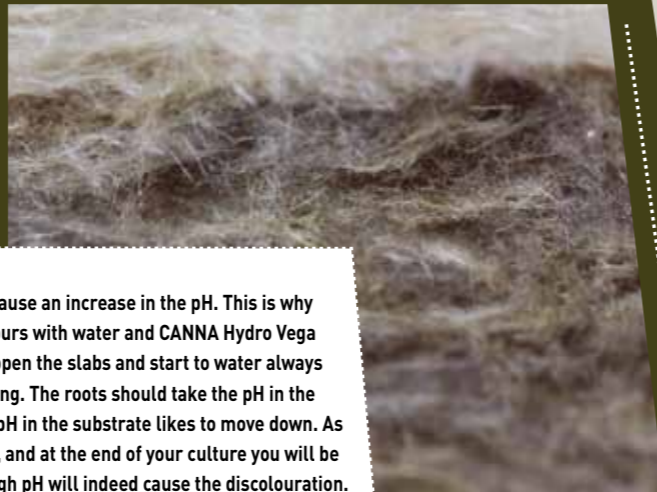 ause an increase in the pH. This is why
ours with water and CANNA Hydro Vega
open the slabs and start to water always
ng. The roots should take the pH in the
pH in the substrate likes to move down. As
, and at the end of your culture you will be
gh pH will indeed cause the discolouration.